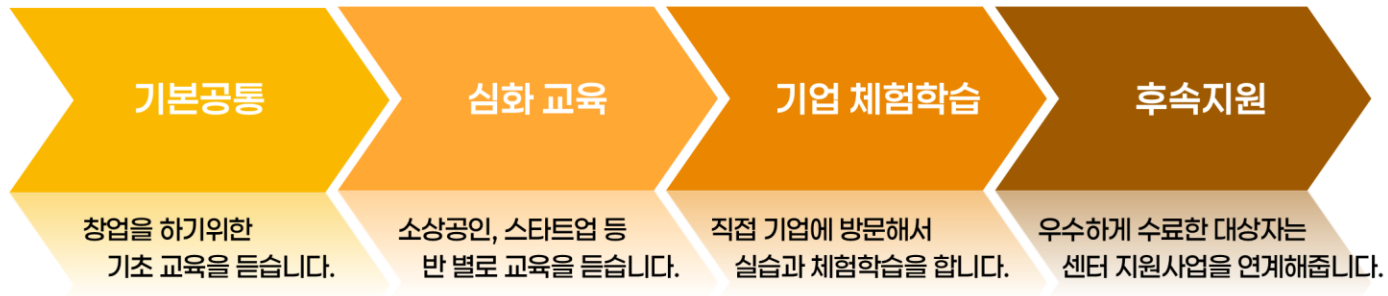 기본공통
심화 교육
기업 체험학습
후속지원
창업을 하기위한
기초 교육을 듣습니다.
소상공인, 스타트업 등
반 별로 교육을 듣습니다.
직접 기업에 방문해서
실습과 체험학습을 합니다.
우수하게 수료한 대상자는
센터 지원사업을 연계해줍니다.